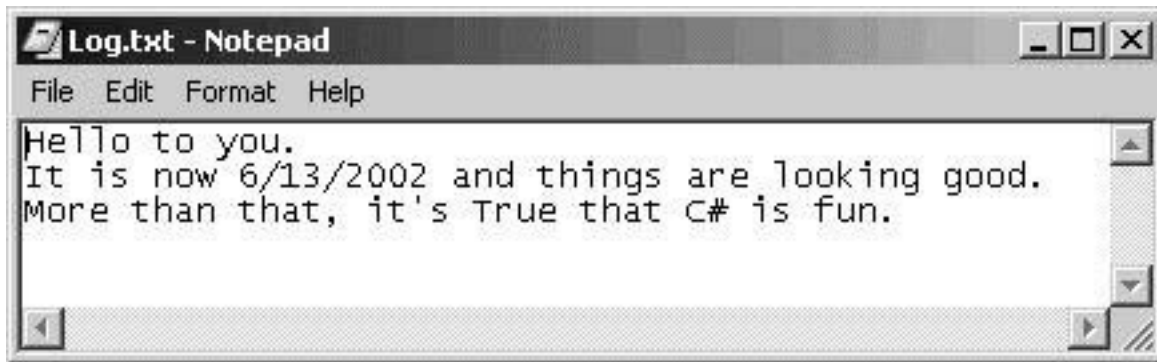 Log.txt - Notepad
File Edit Format Help
Hello to you.
It is now 6/13/2002 and things are looking good.
More than that, it's True that C# is fun.